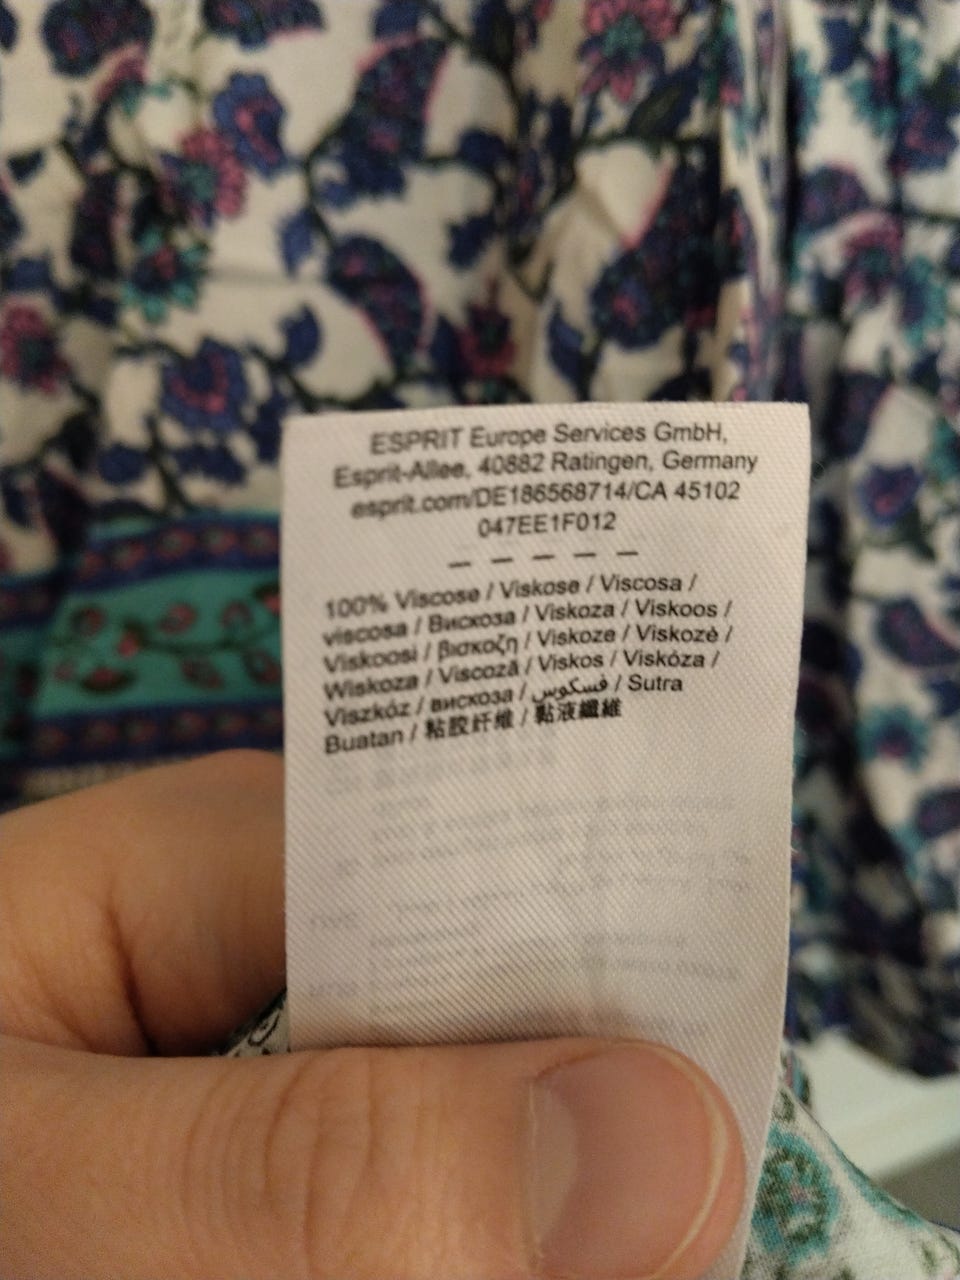 ESPRIT Europe Services GmbH,
Esprit-Allee, 40882 Ratingen, Germany
esprit.com/DE186568714/CA 45102
047EE1F012
— — — — —
100% Viscose / Viskose / Viscosa /
viscosa / Вискоза / Viskoza / Viskoos /
Viskoosi / βισκοζη / Viskoze / Viskozė /
Wiskoza / Viscoză / Viskos / Viskóza /
Viszkóz / вискоза / فسكوس / Sutra
Buatan / 粘胶纤维 / 黏液纖維